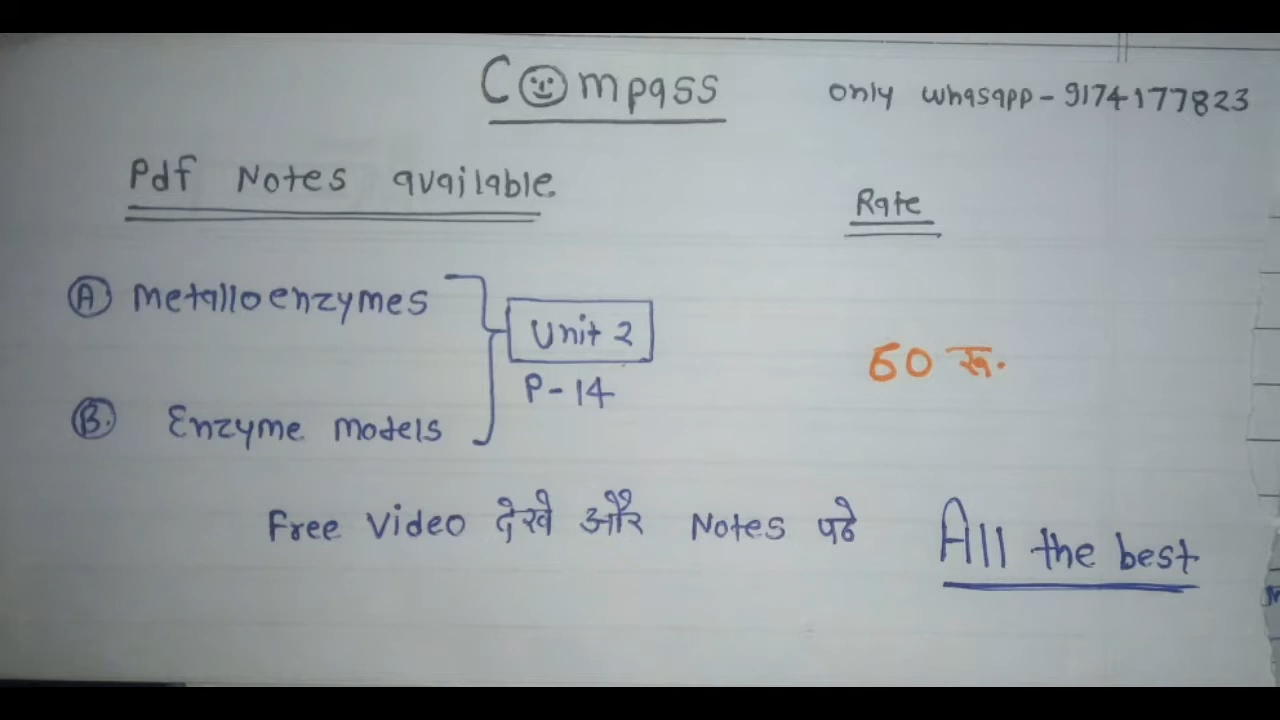 Compass
only whasapp - 9174177823
Pdf Notes available
Rate
A Metalloenzymes
Unit 2
60 रू.
P-14
B. Enzyme models
Free Video देखे और Notes पढे
All the best